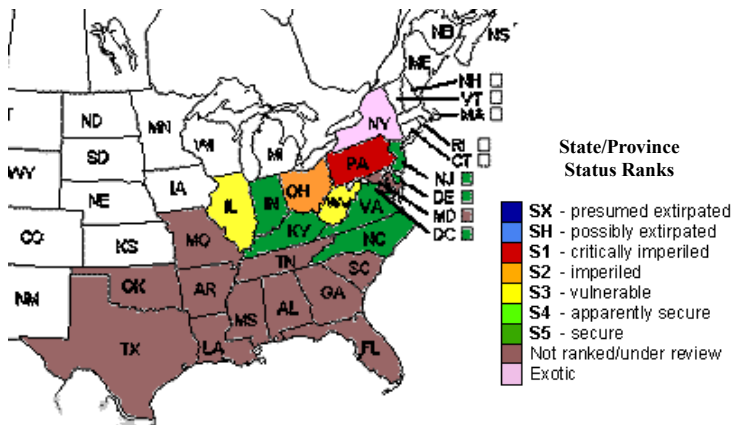 NB
NS
ME
NH
VT
MA
ND
MN
WI
MI
NY
RI
CT
SD
WY
IA
PA
NJ
NE
IL
IN
OH
WV
DE
VA
MD
CO
KS
MO
KY
DC
NC
TN
NM
OK
AR
SC
MS
AL
GA
TX
LA
FL
State/Province
Status Ranks
SX - presumed extirpated
SH - possibly extirpated
S1 - critically imperiled
S2 - imperiled
S3 - vulnerable
S4 - apparently secure
S5 - secure
Not ranked/under review
Exotic